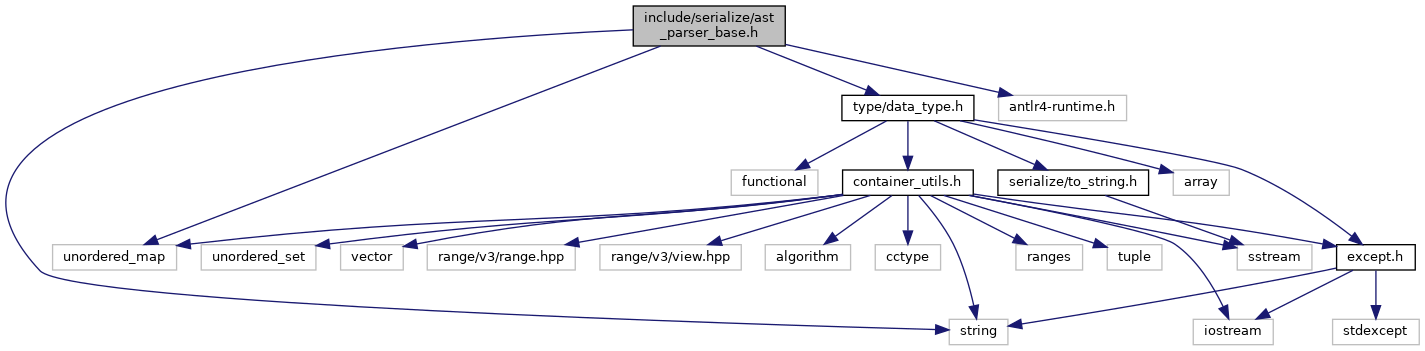 include/serialize/ast
_parser_base.h
type/data_type.h
antlr4-runtime.h
functional
container_utils.h
serialize/to_string.h
array
unordered_map
unordered_set
vector
range/v3/range.hpp
range/v3/view.hpp
algorithm
cctype
ranges
tuple
sstream
except.h
string
iostream
stdexcept